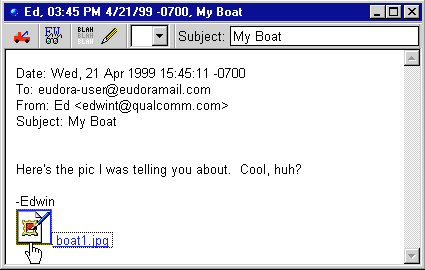 Ed, 03:45 PM 4/21/99 -0700, My Boat
BLAH
BLAH
BLAH
Subject: My Boat
Date: Wed, 21 Apr 1999 15:45:11 -0700
To: eudora-user@eudoramail.com
From: Ed <edwint@qualcomm.com>
Subject: My Boat
Here's the pic I was telling you about.  Cool, huh?
-Edwin
boat1.jpg